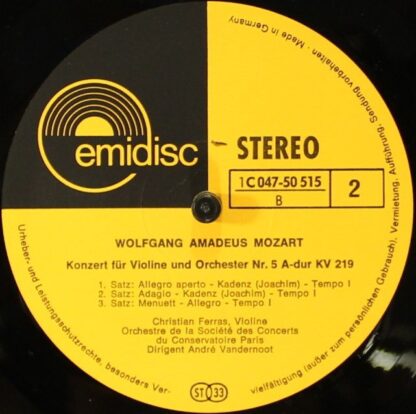 emidisc
STEREO
1C 047-50 515
B
2
WOLFGANG AMADEUS MOZART
Konzert für Violine und Orchester Nr. 5 A-dur KV 219
1. Satz: Allegro aperto - Kadenz (Joachim) - Tempo I
2. Satz: Adagio - Kadenz (Joachim) - Tempo I
3. Satz: Menuett - Allegro - Tempo I
Christian Ferras, Violine
Orchestre de la Société des Concerts
du Conservatoire Paris
Dirigent André Vandernoot
ST 33
Urheber- und Leistungsschutzrechte, besonders Vervielfältigung (außer zum persönlichen Gebrauch), Vermietung, Aufführung, Sendung vorbehalten · Made in Germany